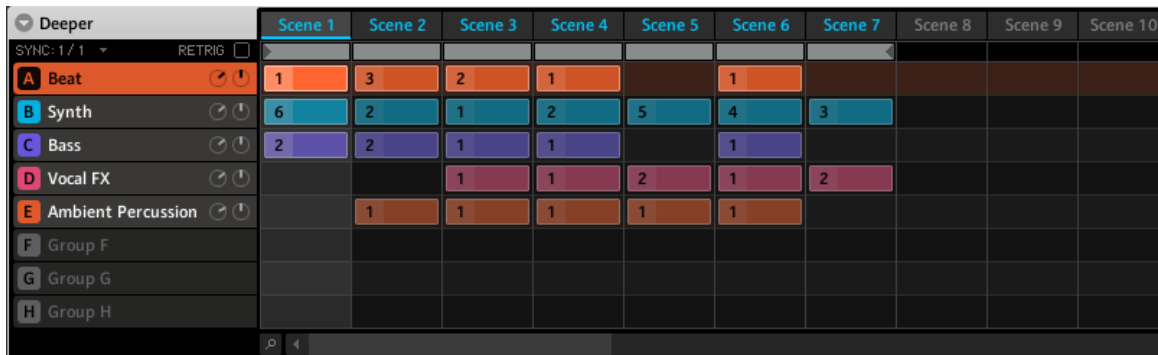 Deeper Scene 1 Scene 2 Scene 3 Scene 4 Scene 5 Scene 6 Scene 7 Scene 8 Scene 9 Scene 10
SYNC: 1 / 1 RETRIG
A Beat 1 3 2 1 1
B Synth 6 2 1 2 5 4 3
C Bass 2 2 1 1 1
D Vocal FX 1 1 2 1 2
E Ambient Percussion 1 1 1 1 1
F Group F
G Group G
H Group H